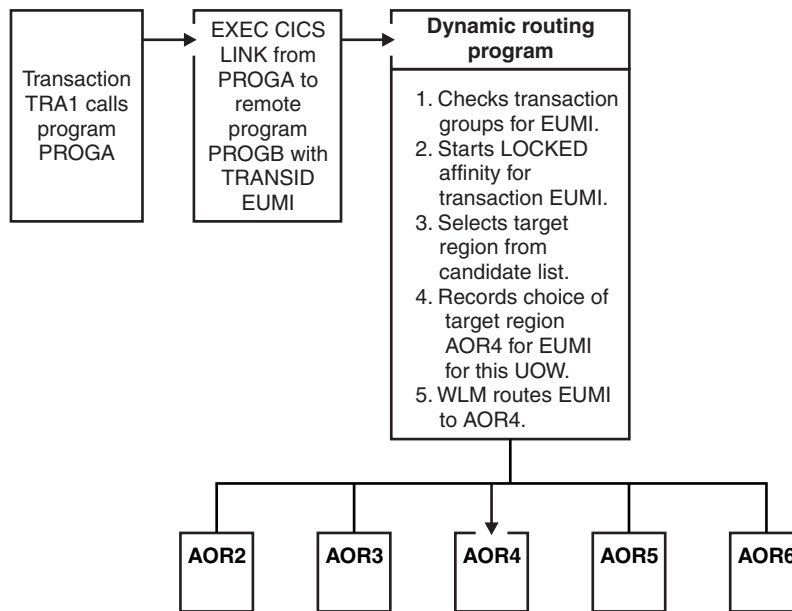 Transaction
TRA1 calls
program
PROGA
EXEC CICS
LINK from
PROGA to
remote
program
PROGB with
TRANSID
EUMI
Dynamic routing
program
1. Checks transaction
groups for EUMI.
2. Starts LOCKED
affinity for
transaction EUMI.
3. Selects target
region from
candidate list.
4. Records choice of
target region
AOR4 for EUMI
for this UOW.
5. WLM routes EUMI
to AOR4.
AOR2
AOR3
AOR4
AOR5
AOR6